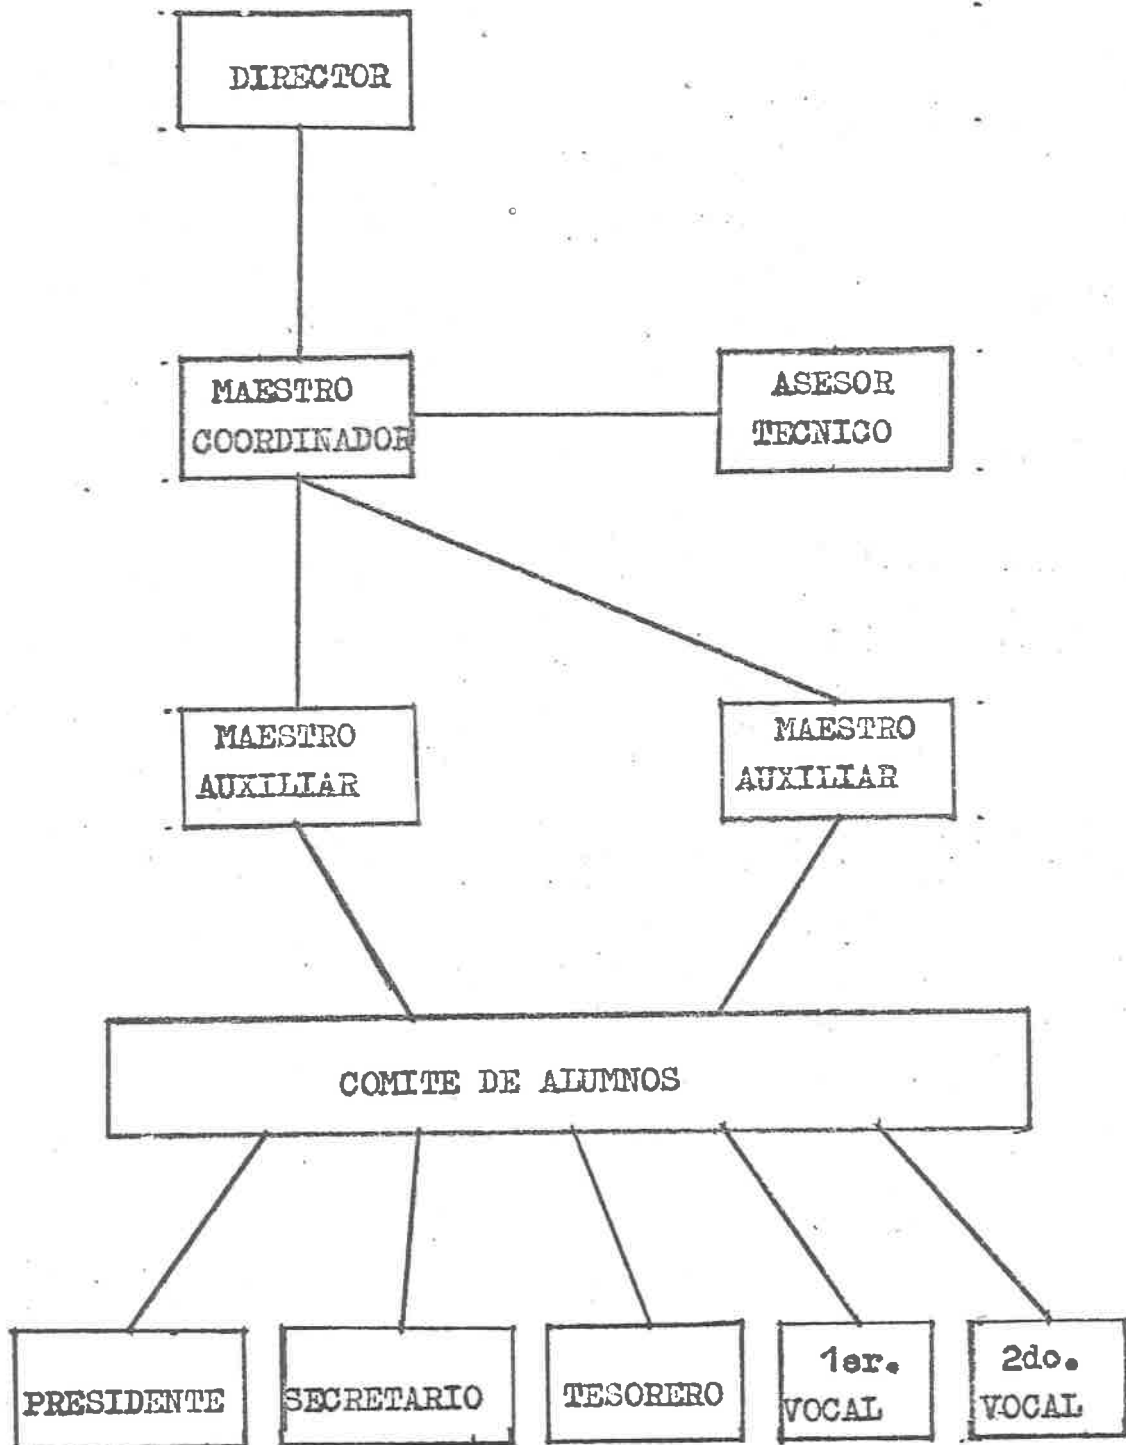 DIRECTOR
MAESTRO
COORDINADOR
ASESOR
TECNICO
MAESTRO
AUXILIAR
MAESTRO
AUXILIAR
COMITE DE ALUMNOS
PRESIDENTE
SECRETARIO
TESORERO
1er.
VOCAL
2do.
VOCAL